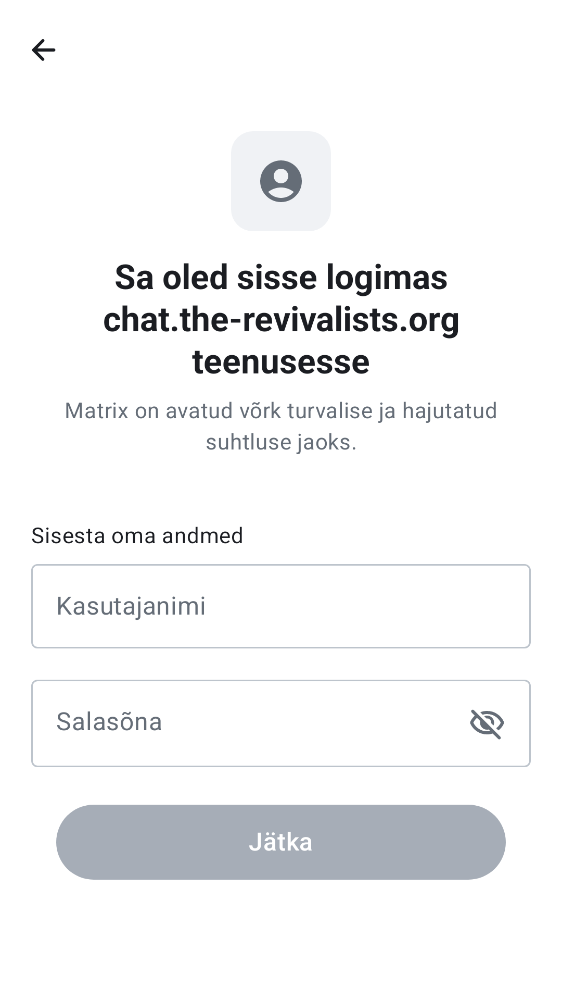 Sa oled sisse logimas
chat.the-revivalists.org
teenusesse
Matrix on avatud võrk turvalise ja hajutatud
suhtluse jaoks.
Sisesta oma andmed
Kasutajanimi
Salasõna
Jätka